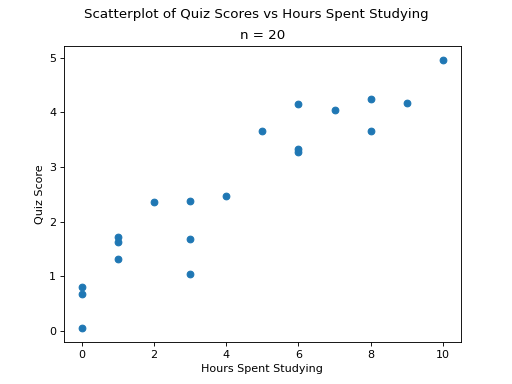 Scatterplot of Quiz Scores vs Hours Spent Studying
n = 20
5
4
3
2
1
0
Quiz Score
0 2 4 6 8 10
Hours Spent Studying